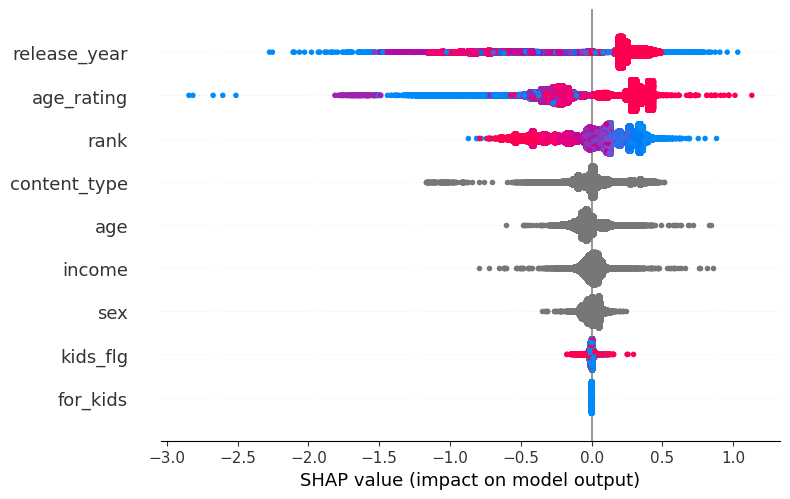 release_year
age_rating
rank
content_type
age
income
sex
kids_flg
for_kids
−3.0 −2.5 −2.0 −1.5 −1.0 −0.5 0.0 0.5 1.0
SHAP value (impact on model output)